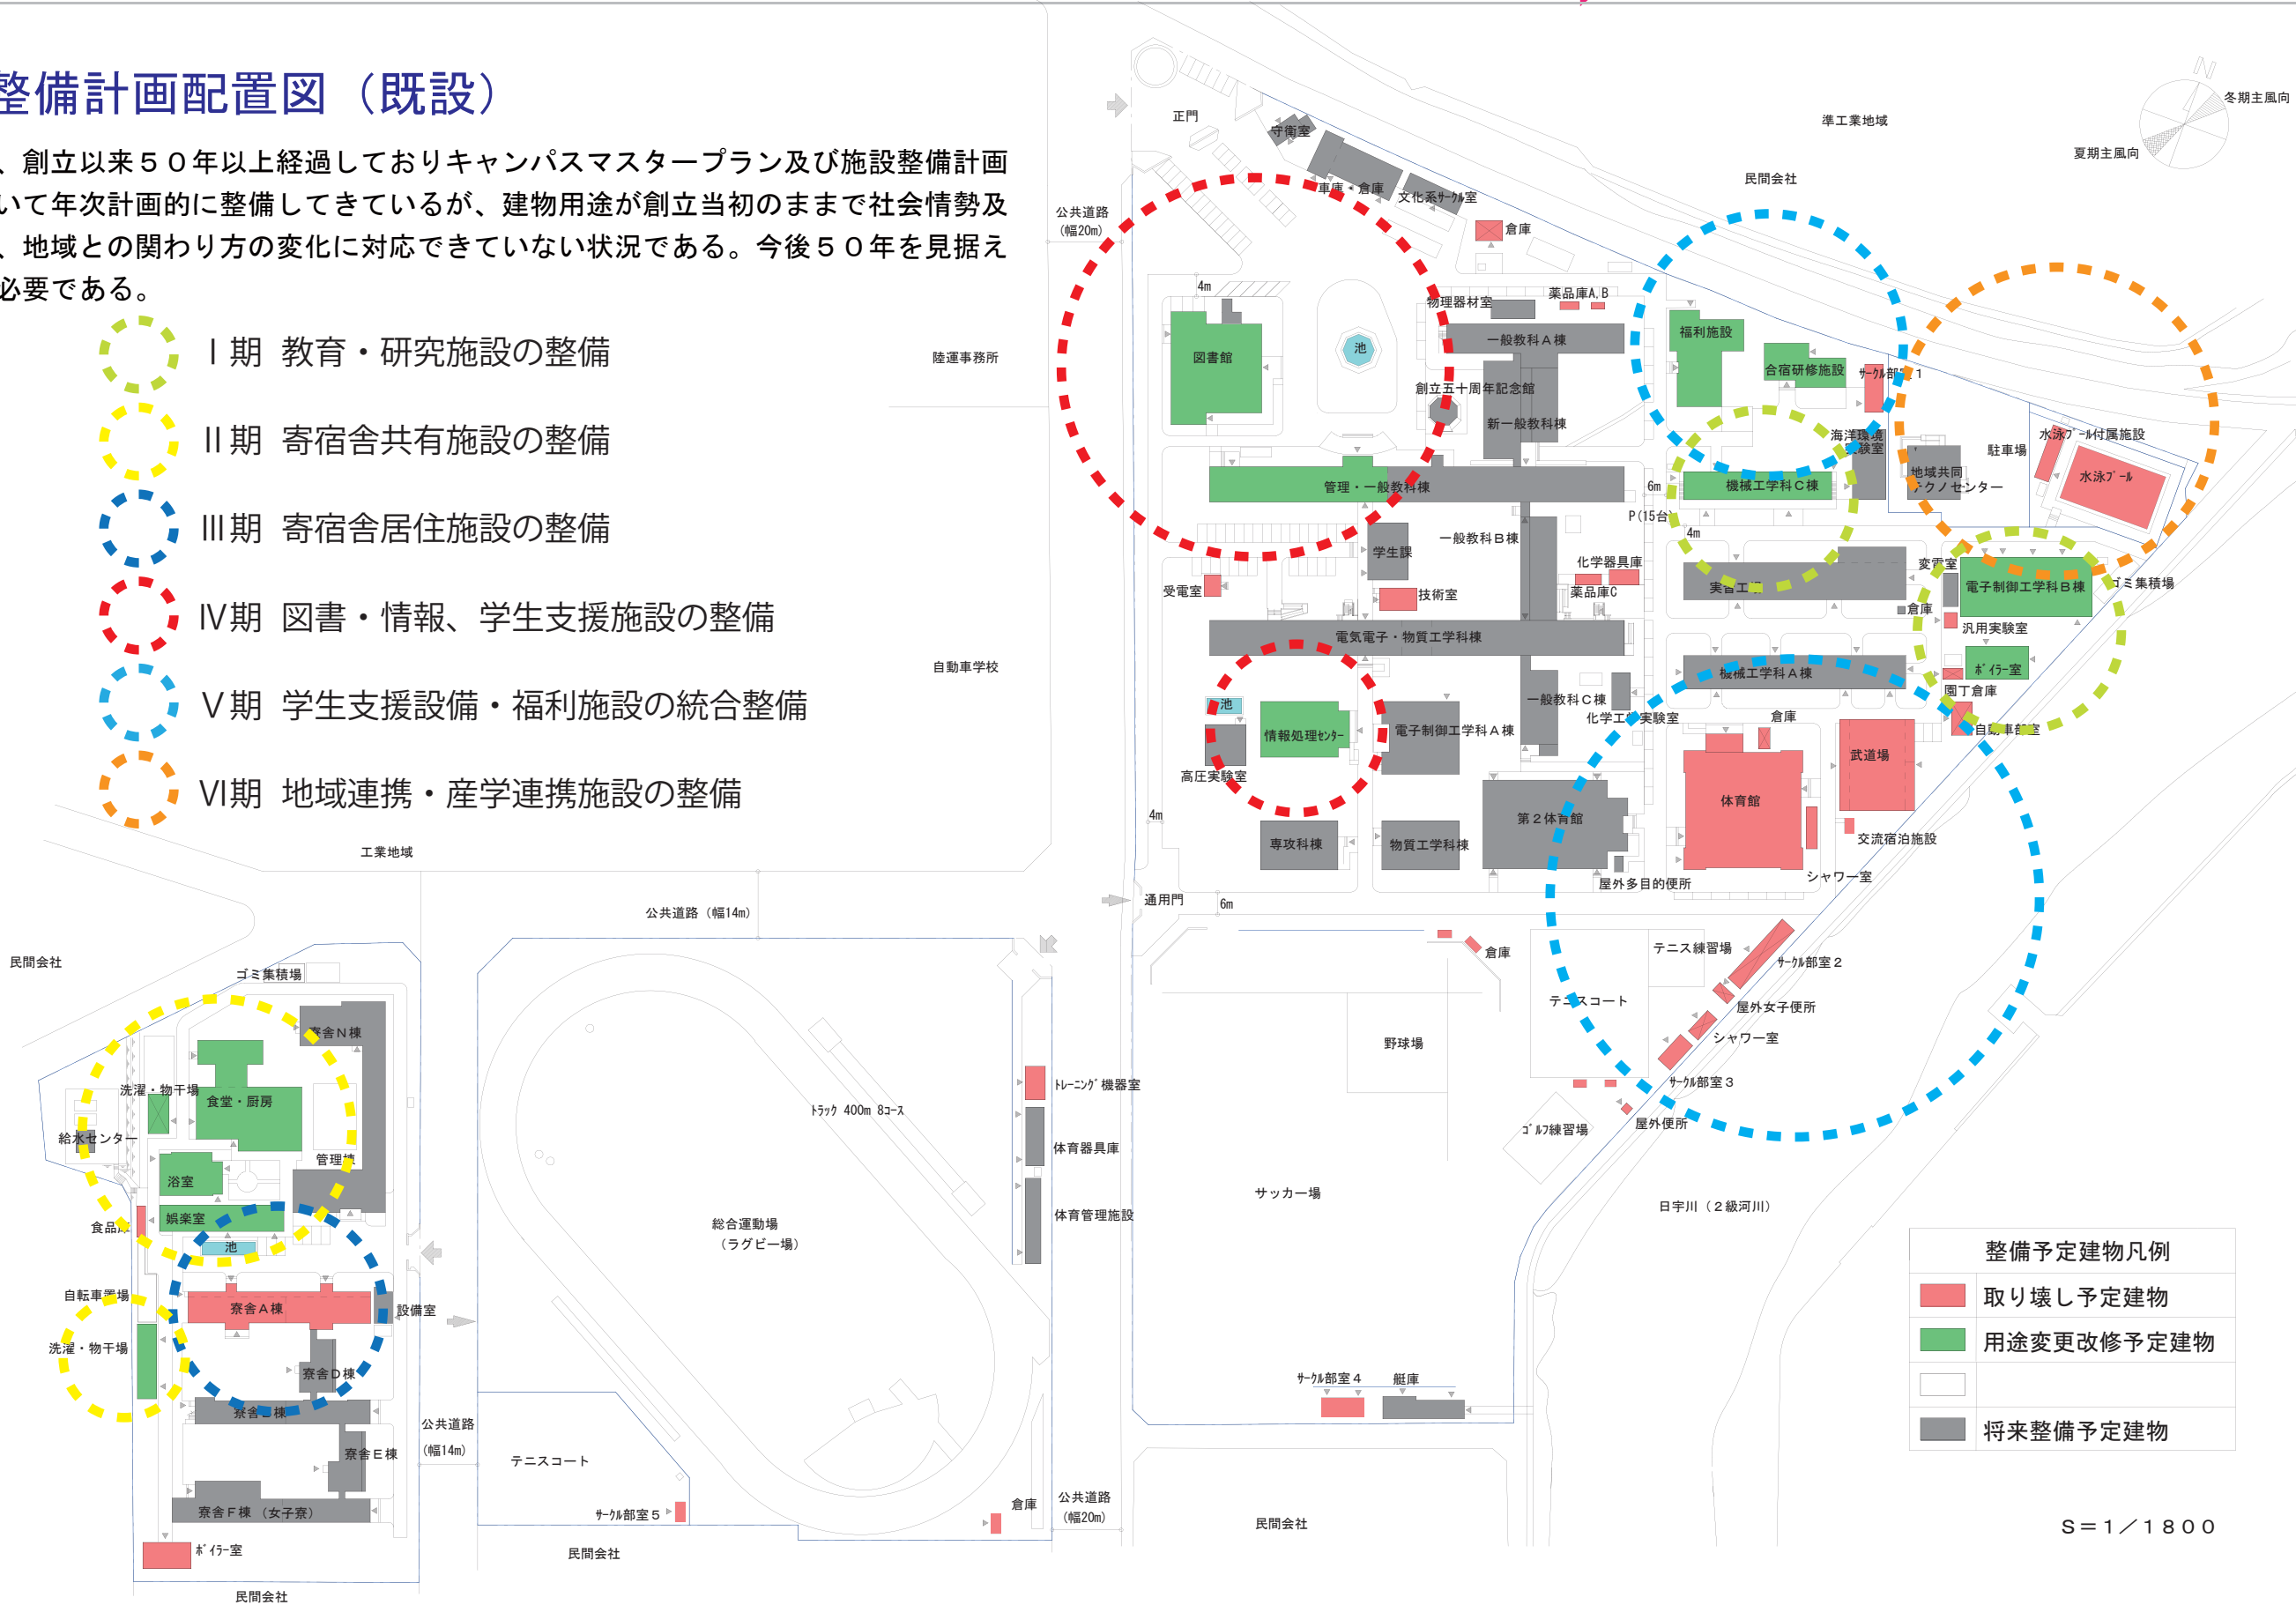 整備計画配置図（既設）
、創立以来５０年以上経過しておりキャンパスマスタープラン及び施設整備計画
いて年次計画的に整備してきているが、建物用途が創立当初のままで社会情勢及
、地域との関わり方の変化に対応できていない状況である。今後５０年を見据え
必要である。
Ⅰ期 教育・研究施設の整備
Ⅱ期 寄宿舎共有施設の整備
Ⅲ期 寄宿舎居住施設の整備
Ⅳ期 図書・情報、学生支援施設の整備
Ⅴ期 学生支援設備・福利施設の統合整備
Ⅵ期 地域連携・産学連携施設の整備
N
冬期主風向
夏期主風向
準工業地域
民間会社
正門
守衛室
車庫・倉庫
文化系ｻｰｸﾙ室
倉庫
公共道路
(幅20m)
陸運事務所
自動車学校
4m
図書館
池
物理器材室
薬品庫A,B
一般教科Ａ棟
創立五十周年記念館
新一般教科棟
管理・一般教科棟
福利施設
合宿研修施設
ｻｰｸﾙ部室１
海洋環境
実験室
地域共同
テクノセンター
駐車場
水泳ﾌﾟｰﾙ付属施設
水泳ﾌﾟｰﾙ
機械工学科Ｃ棟
6m
P(15台)
4m
学生課
一般教科Ｂ棟
化学器具庫
薬品庫C
技術室
受電室
実習工場
変電室
倉庫
電子制御工学科Ｂ棟
ゴミ集積場
汎用実験室
ﾎﾞｲﾗｰ室
園丁倉庫
自動車部室
電気電子・物質工学科棟
機械工学科Ａ棟
一般教科Ｃ棟
化学工学実験室
池
情報処理ｾﾝﾀｰ
高圧実験室
電子制御工学科Ａ棟
倉庫
武道場
体育館
第２体育館
交流宿泊施設
シャワー室
屋外多目的便所
専攻科棟
物質工学科棟
4m
通用門
6m
工業地域
公共道路（幅14m）
民間会社
ゴミ集積場
寮舎Ｎ棟
洗濯・物干場
食堂・厨房
給水センター
管理棟
浴室
娯楽室
食品庫
池
自転車置場
寮舎Ａ棟
設備室
洗濯・物干場
寮舎Ｄ棟
寮舎Ｅ棟
寮舎Ｆ棟（女子寮）
ﾎﾞｲﾗｰ室
民間会社
公共道路
(幅14m)
ﾄﾗｯｸ 400m 8ｺｰｽ
総合運動場
（ラグビー場）
ﾄﾚｰﾆﾝｸﾞ機器室
体育器具庫
体育管理施設
テニスコート
ｻｰｸﾙ部室５
倉庫
民間会社
公共道路
(幅20m)
倉庫
テニス練習場
ｻｰｸﾙ部室２
テニスコート
屋外女子便所
シャワー室
ｻｰｸﾙ部室３
野球場
ｺﾞﾙﾌ練習場
屋外便所
サッカー場
日宇川（２級河川）
ｻｰｸﾙ部室４
艇庫
民間会社
整備予定建物凡例
取り壊し予定建物
用途変更改修予定建物
将来整備予定建物
Ｓ＝１／１８００